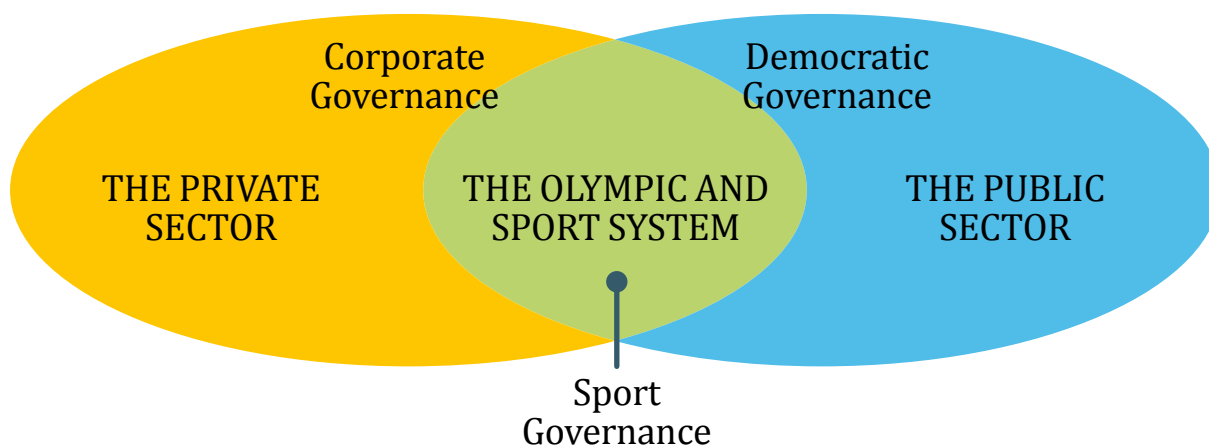 Corporate
Governance
Democratic
Governance
THE PRIVATE
SECTOR
THE OLYMPIC AND
SPORT SYSTEM
THE PUBLIC
SECTOR
Sport
Governance